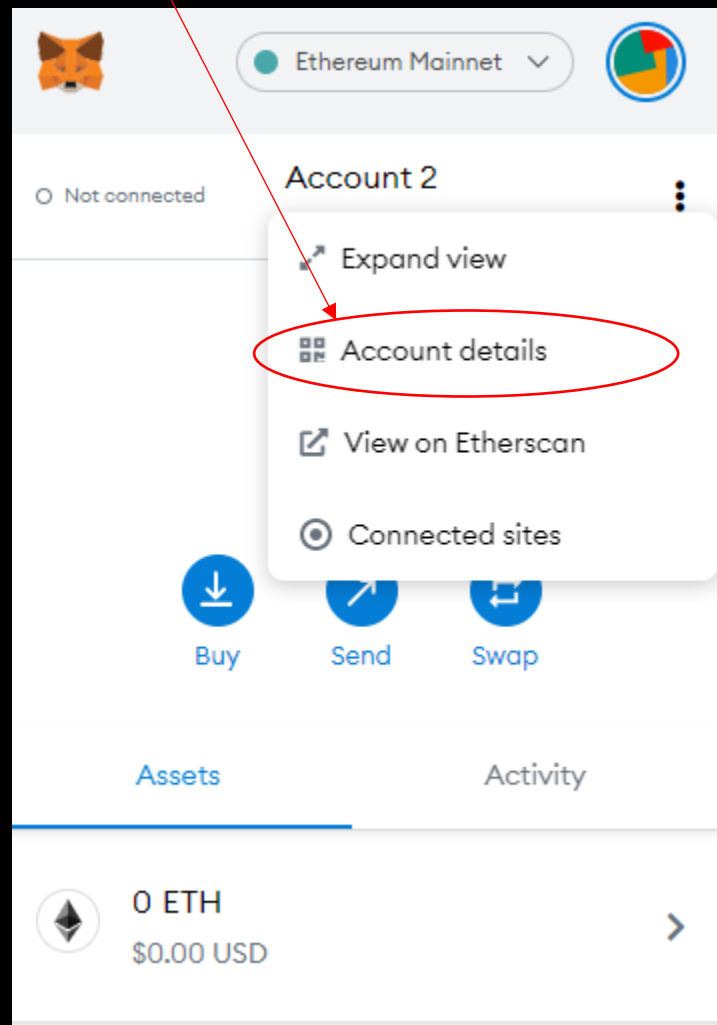 Ethereum Mainnet
Not connected
Account 2
Expand view
Account details
View on Etherscan
Connected sites
Buy
Send
Swap
Assets
Activity
0 ETH
$0.00 USD